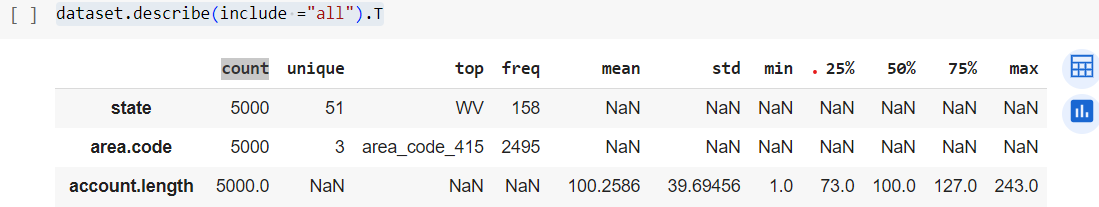 [ ] dataset.describe(include ="all").T
count unique top freq mean std min 25% 50% 75% max
state 5000 51 WV 158 NaN NaN NaN NaN NaN NaN NaN
area.code 5000 3 area_code_415 2495 NaN NaN NaN NaN NaN NaN NaN
account.length 5000.0 NaN NaN NaN 100.2586 39.69456 1.0 73.0 100.0 127.0 243.0